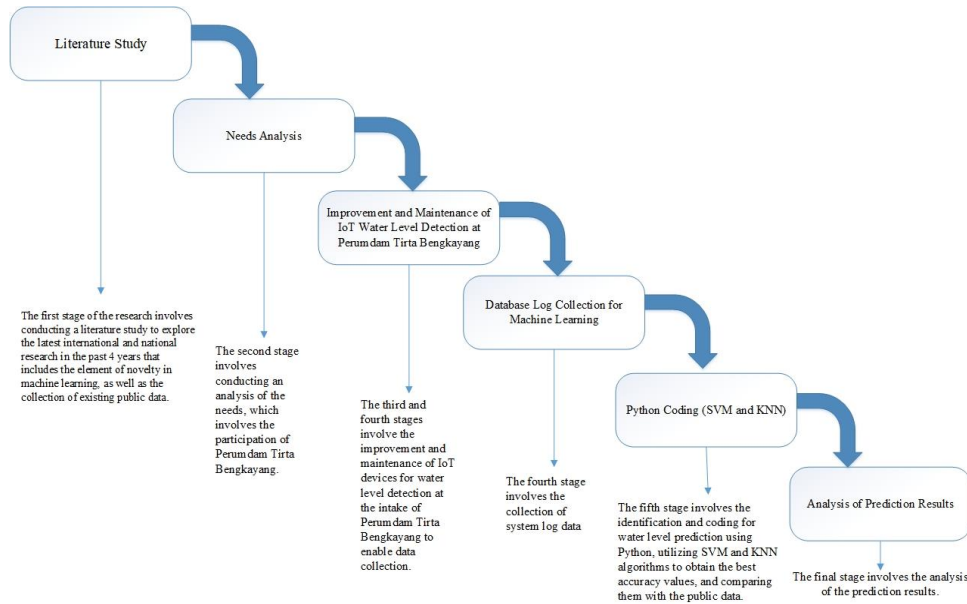 Literature Study
Needs Analysis
Improvement and Maintenance of
IoT Water Level Detection at
Perumdam Tirta Bengkayang
Database Log Collection for
Machine Learning
Python Coding (SVM and KNN)
Analysis of Prediction Results
The first stage of the research involves
conducting a literature study to explore
the latest international and national
research in the past 4 years that
includes the element of novelty in
machine learning, as well as the
collection of existing public data.
The second stage
involves
conducting an
analysis of the
needs, which
involves the
participation of
Perumdam Tirta
Bengkayang.
The third and
fourth stages
involve the
improvement and
maintenance of IoT
devices for water
level detection at
the intake of
Perumdam Tirta
Bengkayang to
enable data
collection.
The fourth stage
involves the
collection of
system log data
The fifth stage involves the
identification and coding for
water level prediction using
Python, utilizing SVM and KNN
algorithms to obtain the best
accuracy values, and comparing
them with the public data.
The final stage involves the analysis
of the prediction results.